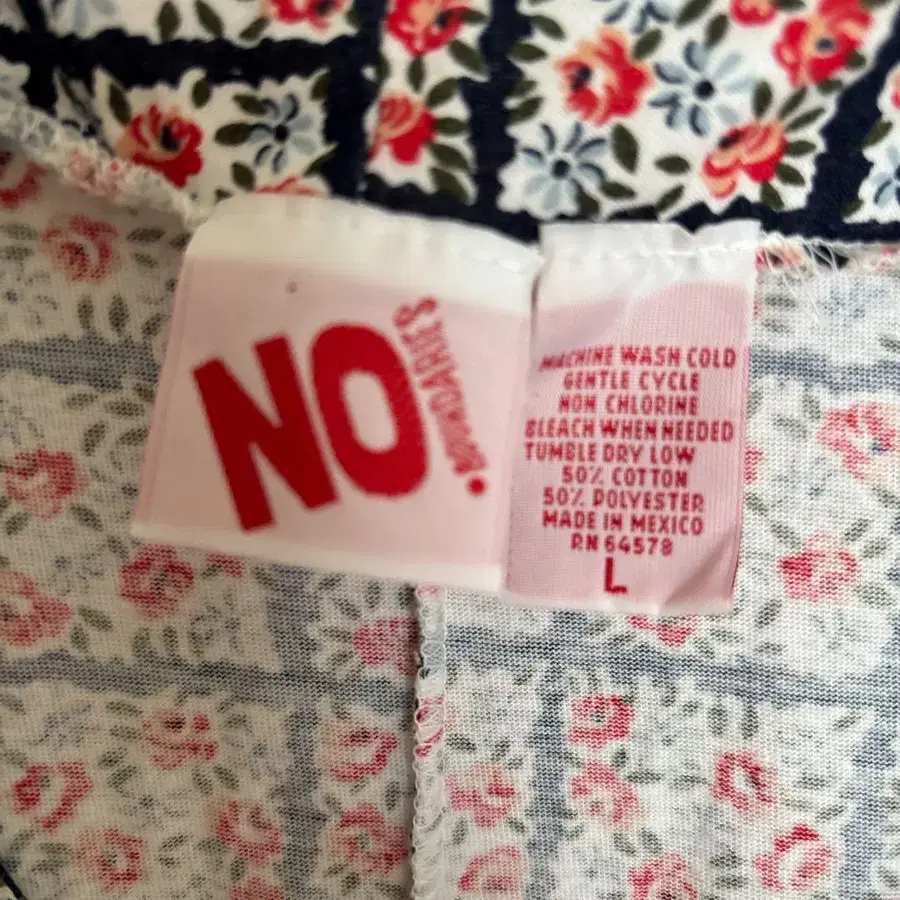 NO!
BOUNDARIES
MACHINE WASH COLD
GENTLE CYCLE
NON CHLORINE
BLEACH WHEN NEEDED
TUMBLE DRY LOW
50% COTTON
50% POLYESTER
MADE IN MEXICO
RN 64578
L